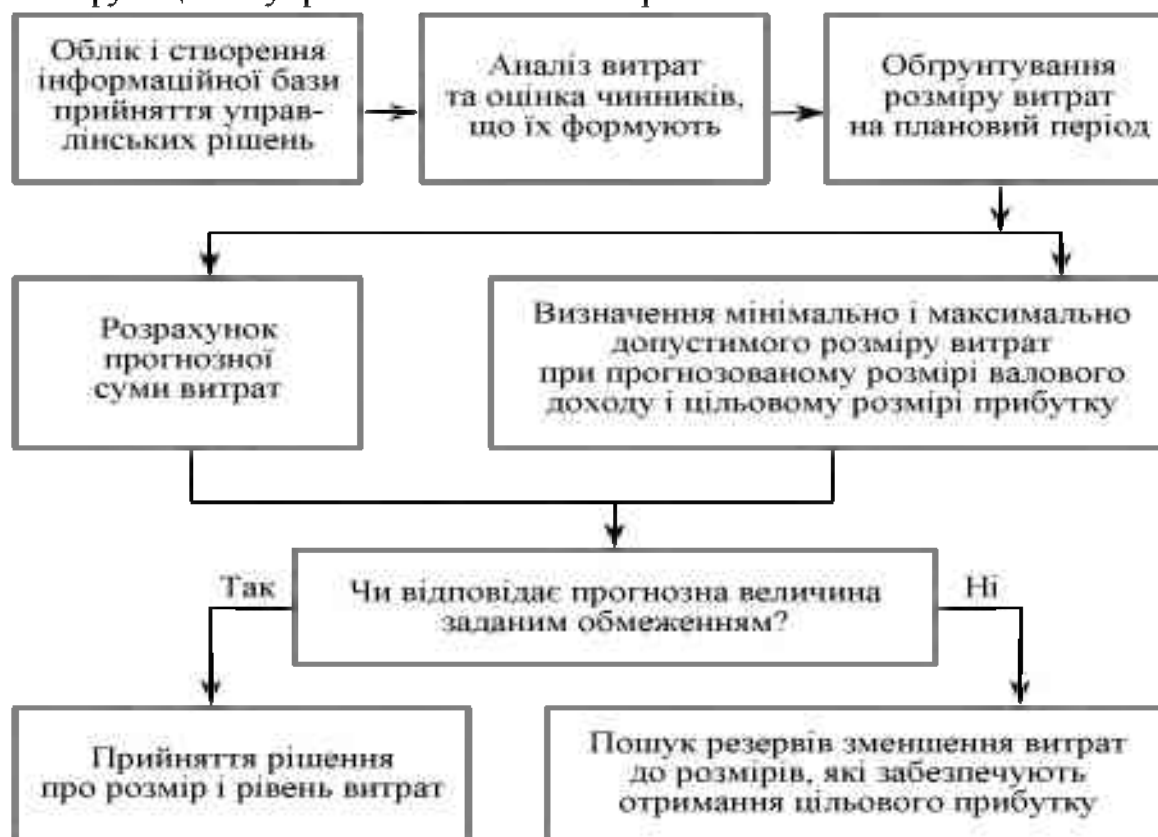 Облік і створення
інформаційної бази
прийняття управ-
лінських рішень
Аналіз витрат
та оцінка чинників,
що їх формують
Обґрунтування
розміру витрат
на плановий період
Розрахунок
прогнозної
суми витрат
Визначення мінімально і максимально
допустимого розміру витрат
при прогнозованому розмірі валового
доходу і цільовому розмірі прибутку
Так
Чи відповідає прогнозна величина
заданим обмеженням?
Ні
Прийняття рішення
про розмір і рівень витрат
Пошук резервів зменшення витрат
до розмірів, які забезпечують
отримання цільового прибутку